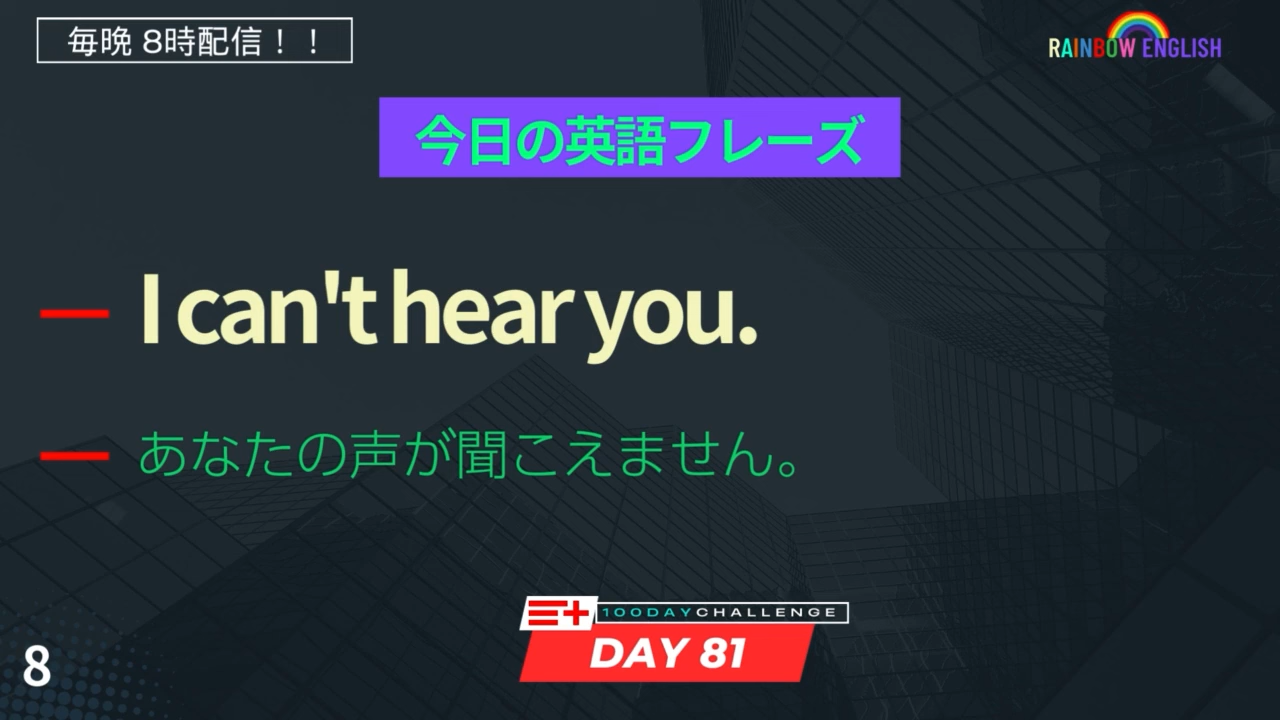 毎晩 8時配信！！
RAINBOW ENGLISH
今日の英語フレーズ
I can't hear you.
あなたの声が聞こえません。
100DAYCHALLENGE
DAY 81
8